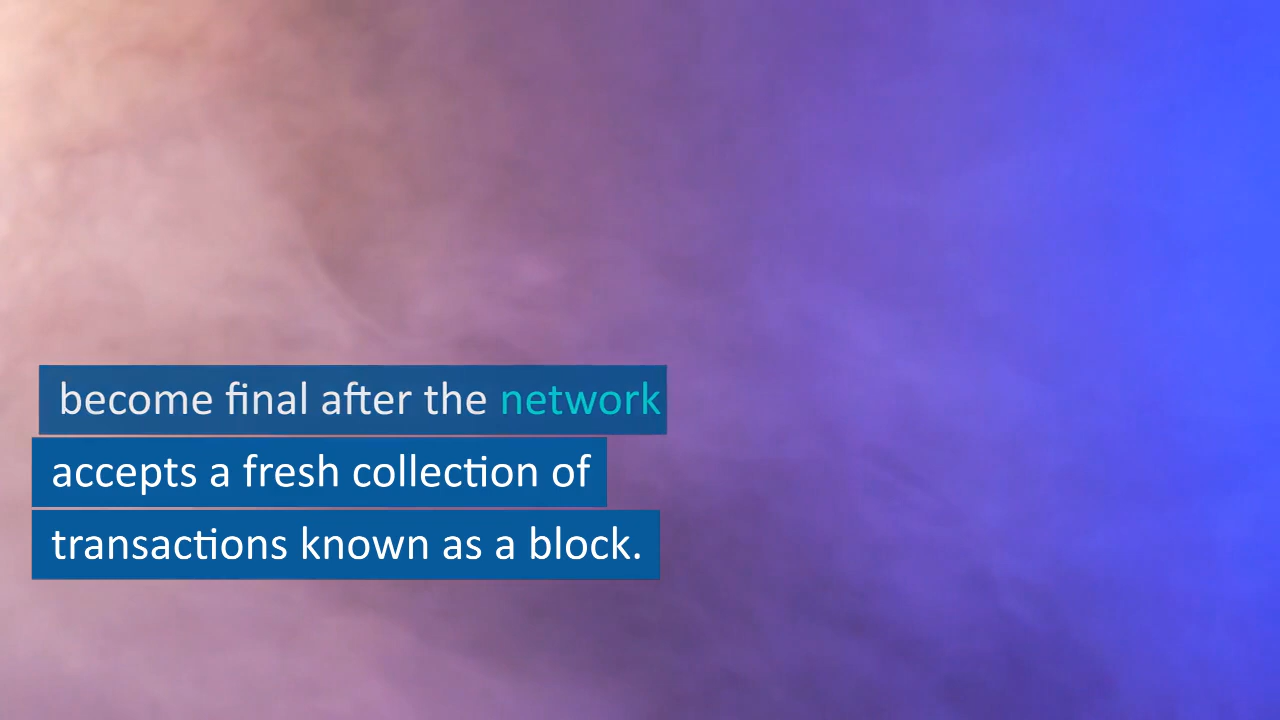 become final after the network
accepts a fresh collection of
transactions known as a block.